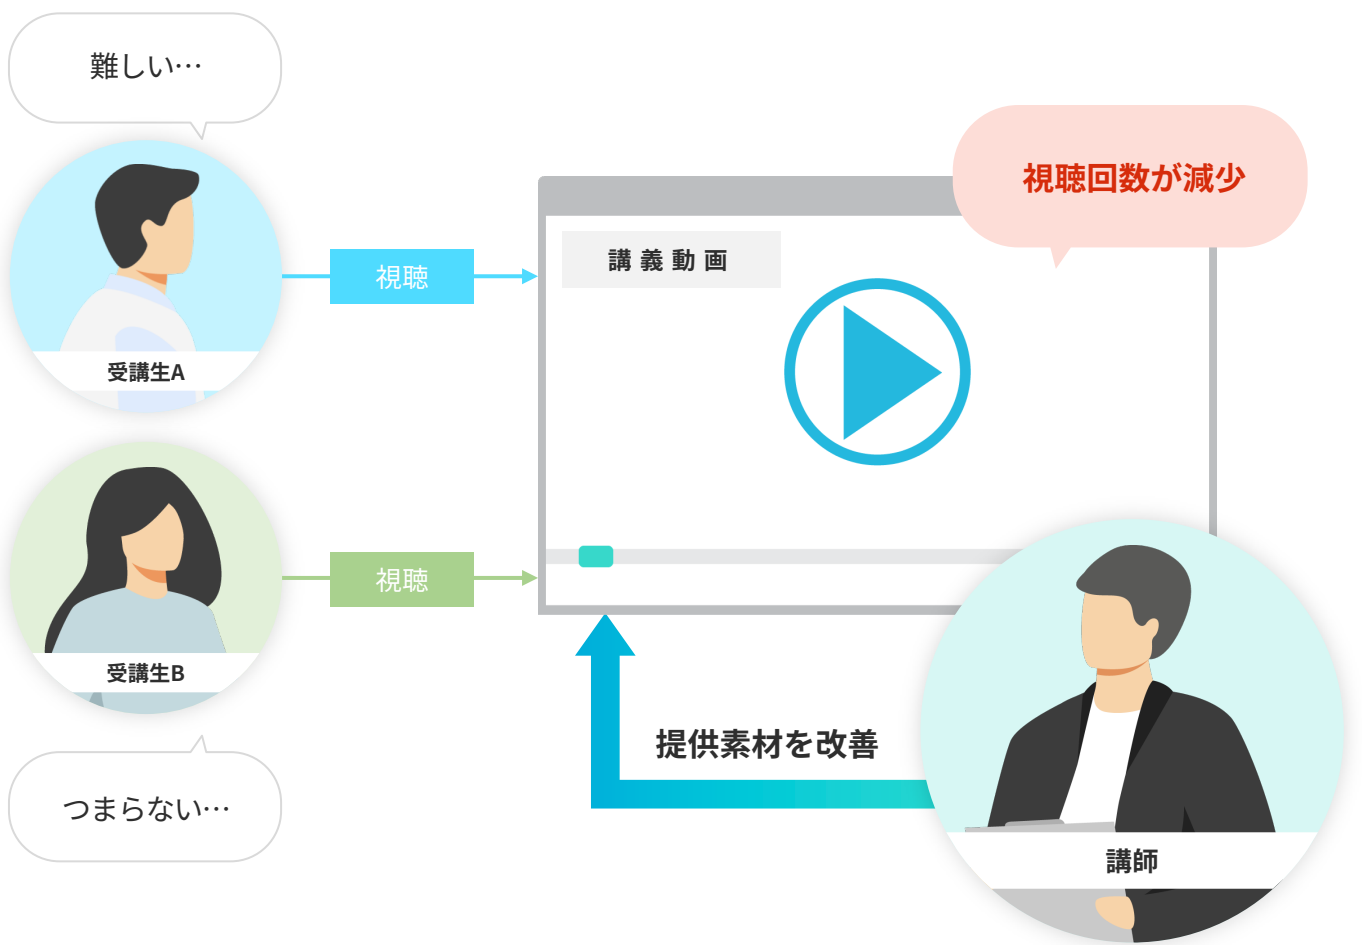 難しい…
受講生A
視聴
視聴回数が減少
講義動画
受講生B
視聴
つまらない…
提供素材を改善
講師